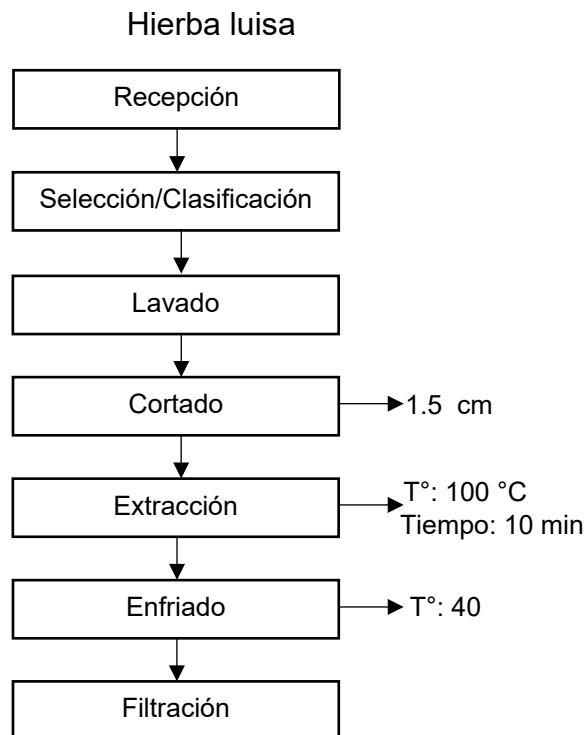 Hierba luisa
Recepción
Selección/Clasificación
Lavado
Cortado
1.5 cm
Extracción
T°: 100 °C
Tiempo: 10 min
Enfriado
T°: 40
Filtración